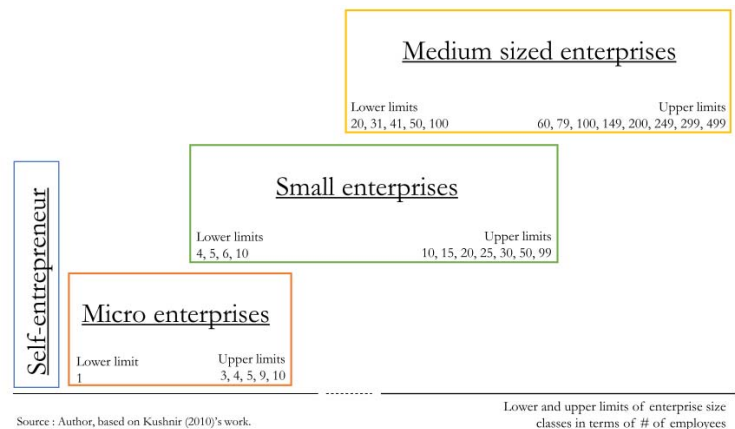 Medium sized enterprises
Lower limits
20, 31, 41, 50, 100
Upper limits
60, 79, 100, 149, 200, 249, 299, 499
Small enterprises
Lower limits
4, 5, 6, 10
Upper limits
10, 15, 20, 25, 30, 50, 99
Self-entrepreneur
Micro enterprises
Lower limit
1
Upper limits
3, 4, 5, 9, 10
Source : Author, based on Kushnir (2010)'s work.
Lower and upper limits of enterprise size
classes in terms of # of employees